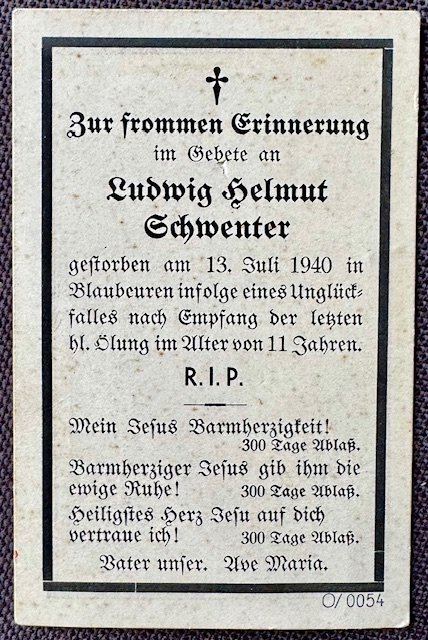 Zur frommen Erinnerung
im Gebete an
Ludwig Helmut
Schwenter
gestorben am 13. Juli 1940 in
Blaubeuren infolge eines Unglück-
falles nach Empfang der letzten
hl. Ölung im Alter von 11 Jahren.
R. I. P.
Mein Jesus Barmherzigkeit!
300 Tage Ablaß.
Barmherziger Jesus gib ihm die
ewige Ruhe! 300 Tage Ablaß.
Heiligstes Herz Jesu auf dich
vertraue ich! 300 Tage Ablaß.
Vater unser. Ave Maria.
O/0054